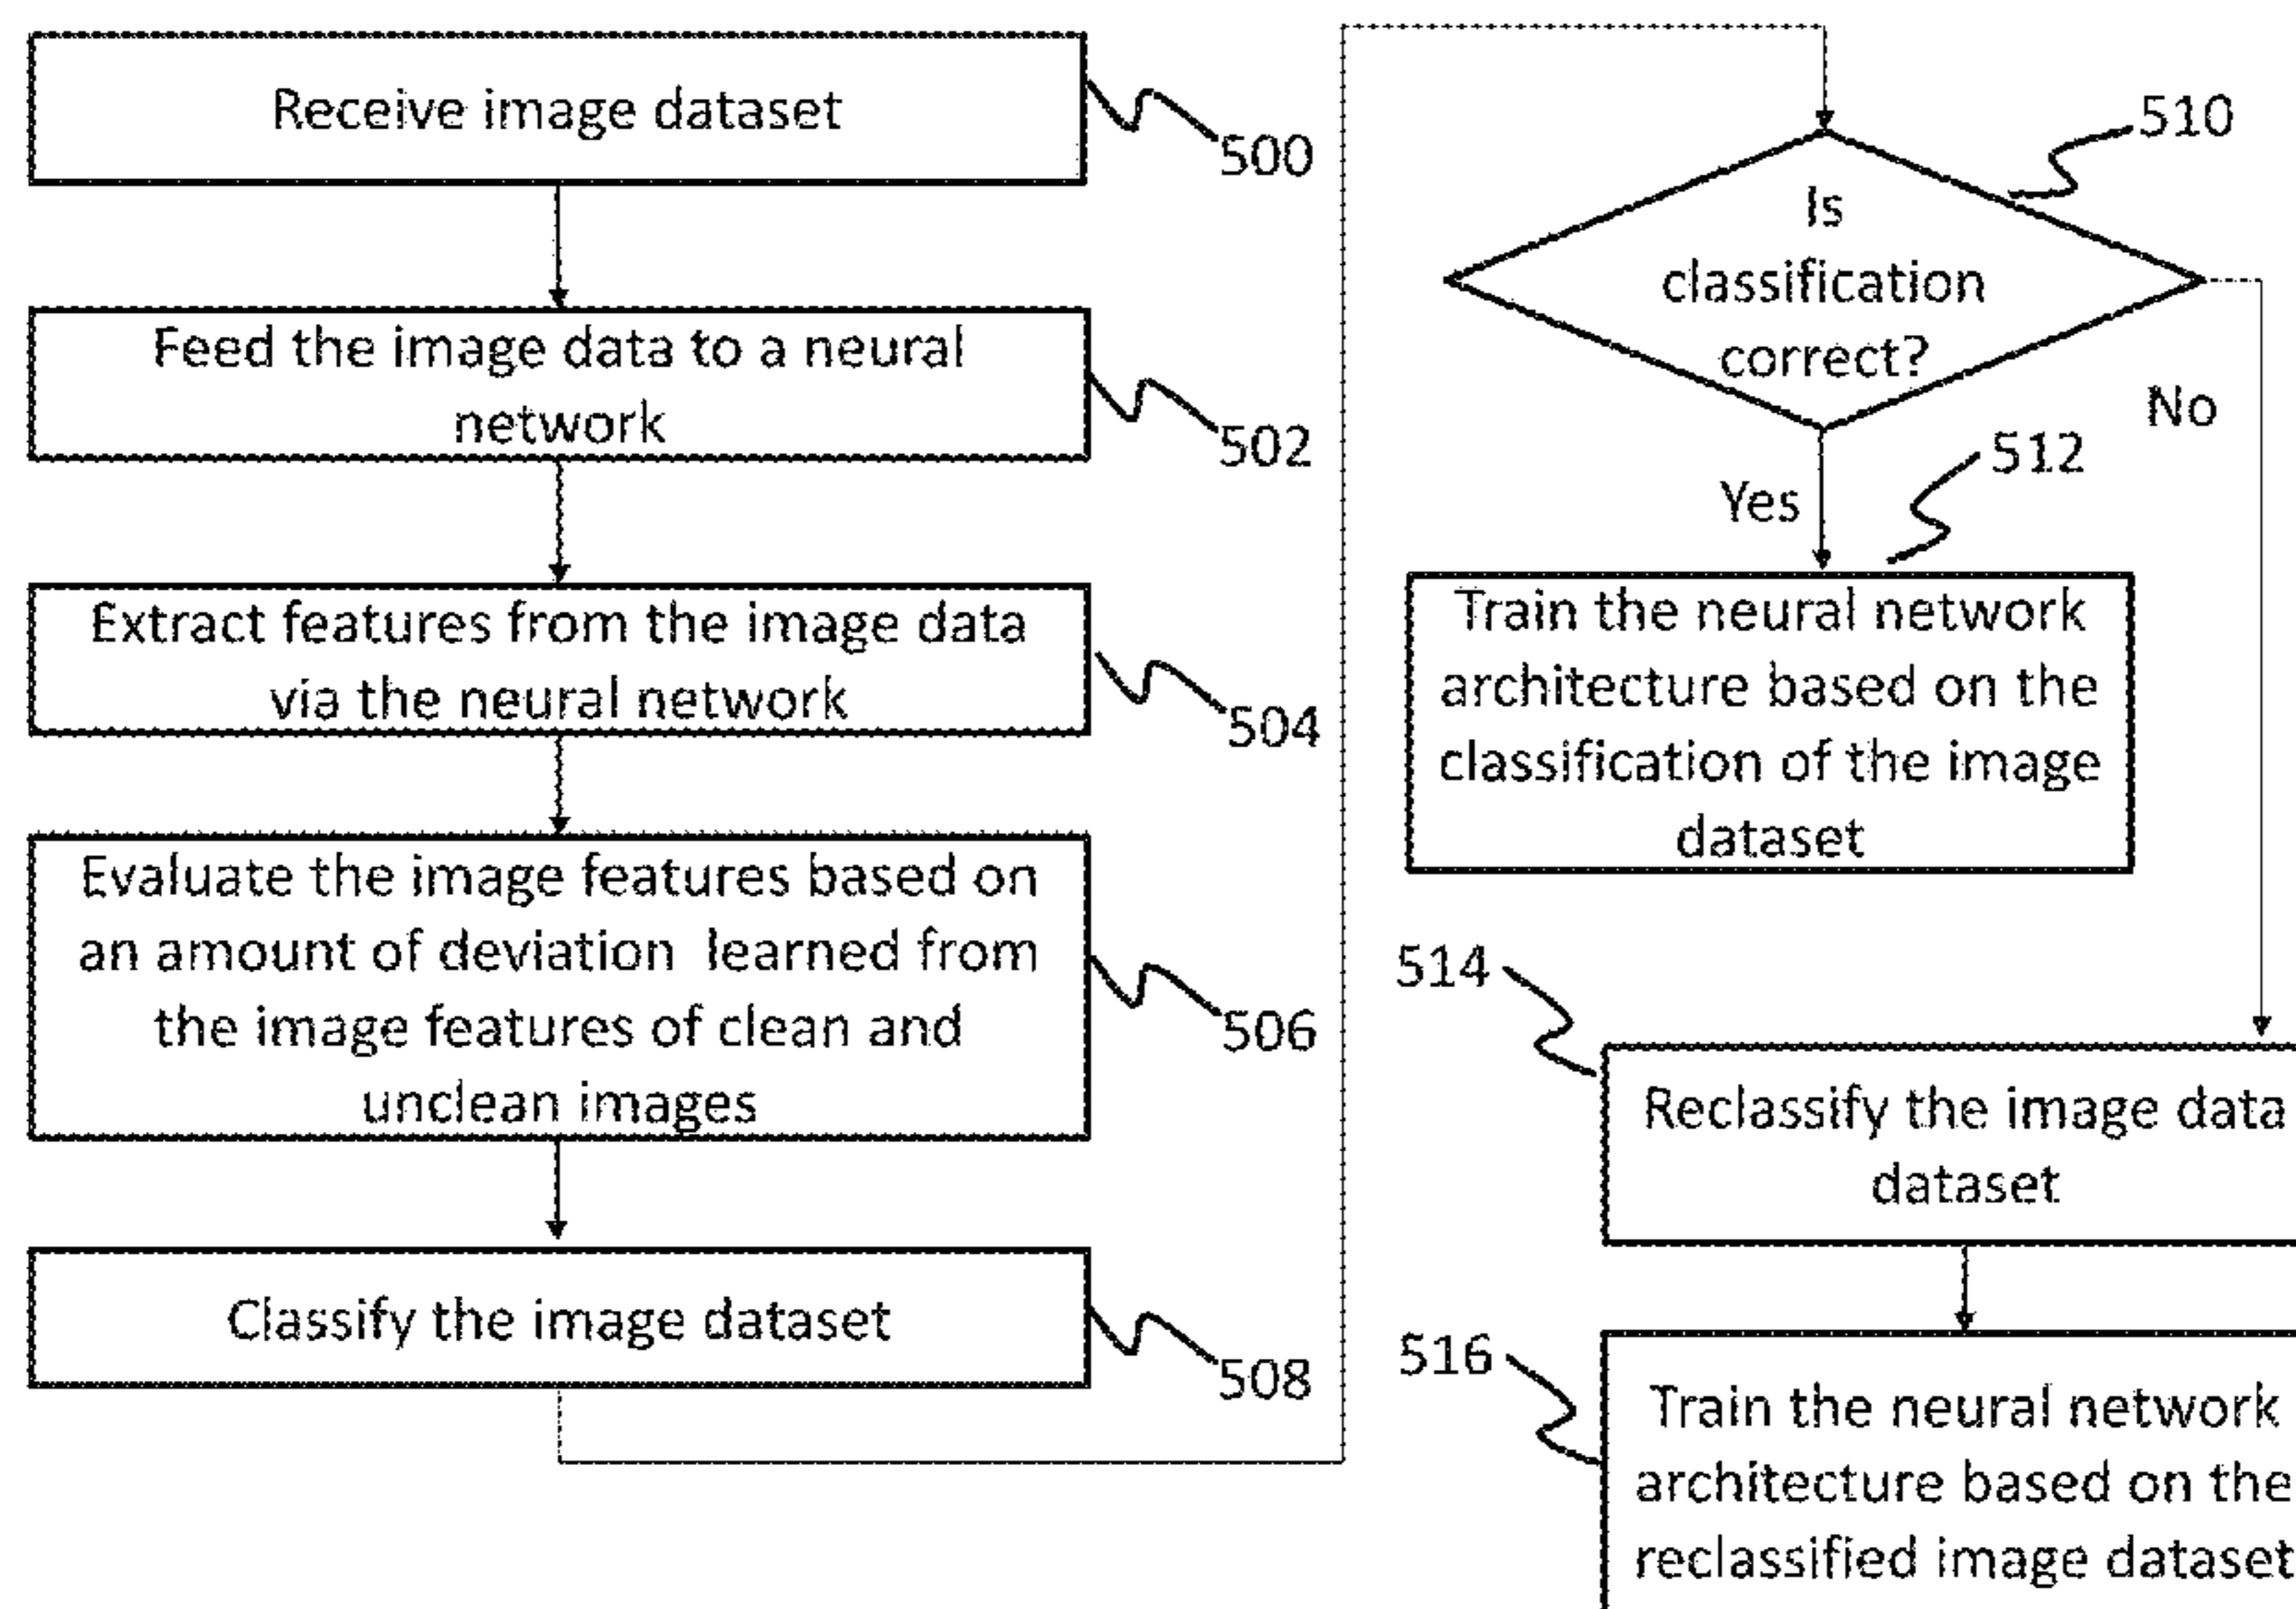 Receive image dataset
500
Feed the image data to a neural
network
502
Extract features from the image data
via the neural network
504
Evaluate the image features based on
an amount of deviation learned from
the image features of clean and
unclean images
506
Classify the image dataset
508
510
Is
classification
correct?
No
Yes
512
Train the neural network
architecture based on the
classification of the image
dataset
514
Reclassify the image data
dataset
516
Train the neural network
architecture based on the
reclassified image dataset